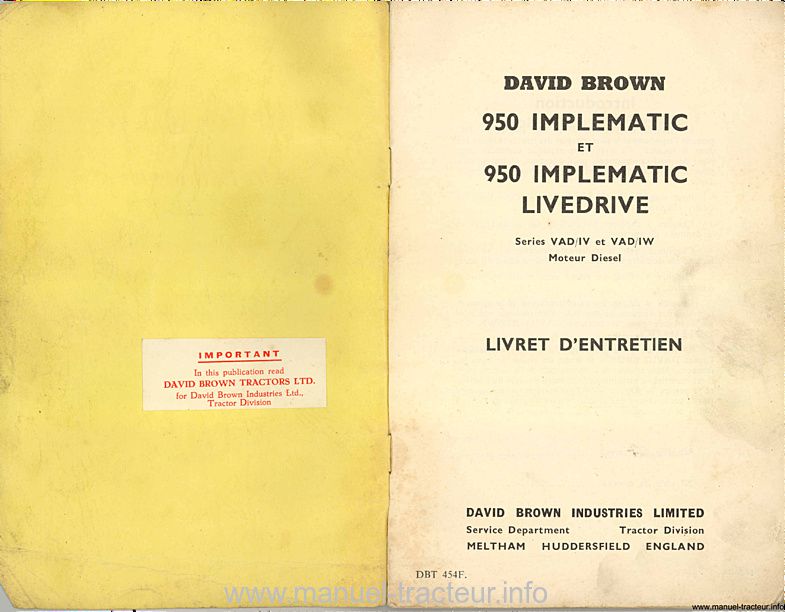 IMPORTANT
In this publication read
DAVID BROWN TRACTORS LTD.
for David Brown Industries Ltd.,
Tractor Division
DAVID BROWN
950 IMPLEMATIC
ET
950 IMPLEMATIC
LIVEDRIVE
Series VAD/IV et VAD/IW
Moteur Diesel
LIVRET D'ENTRETIEN
DAVID BROWN INDUSTRIES LIMITED
Service Department Tractor Division
MELTHAM HUDDERSFIELD ENGLAND
DBT 454F.
www.manuel-tracteur.info
www.manuel-tracteur.info